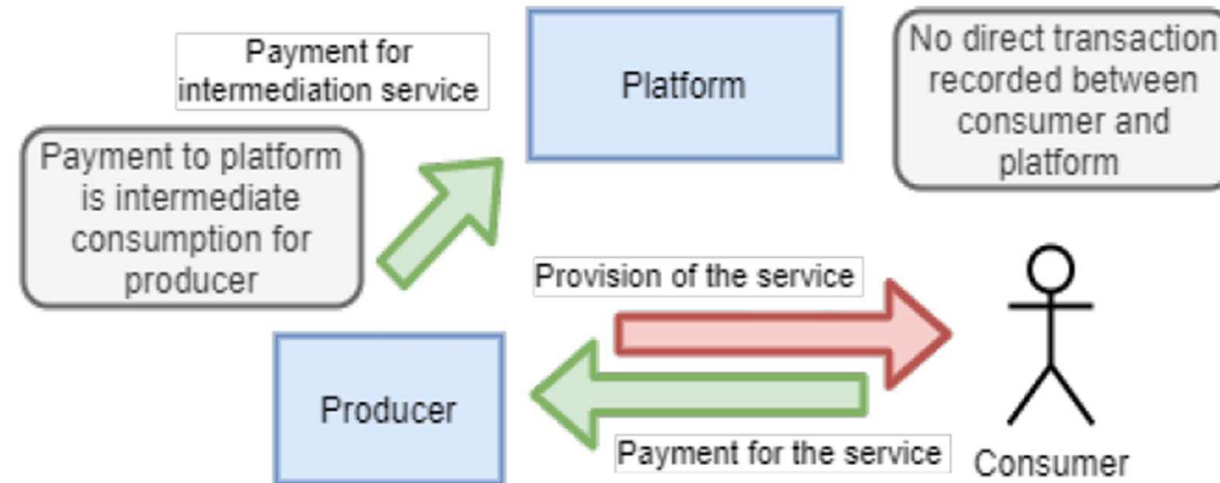 Payment for
intermediation service
Platform
No direct transaction
recorded between
consumer and
platform
Payment to platform
is intermediate
consumption for
producer
Provision of the service
Producer
Payment for the service
Consumer